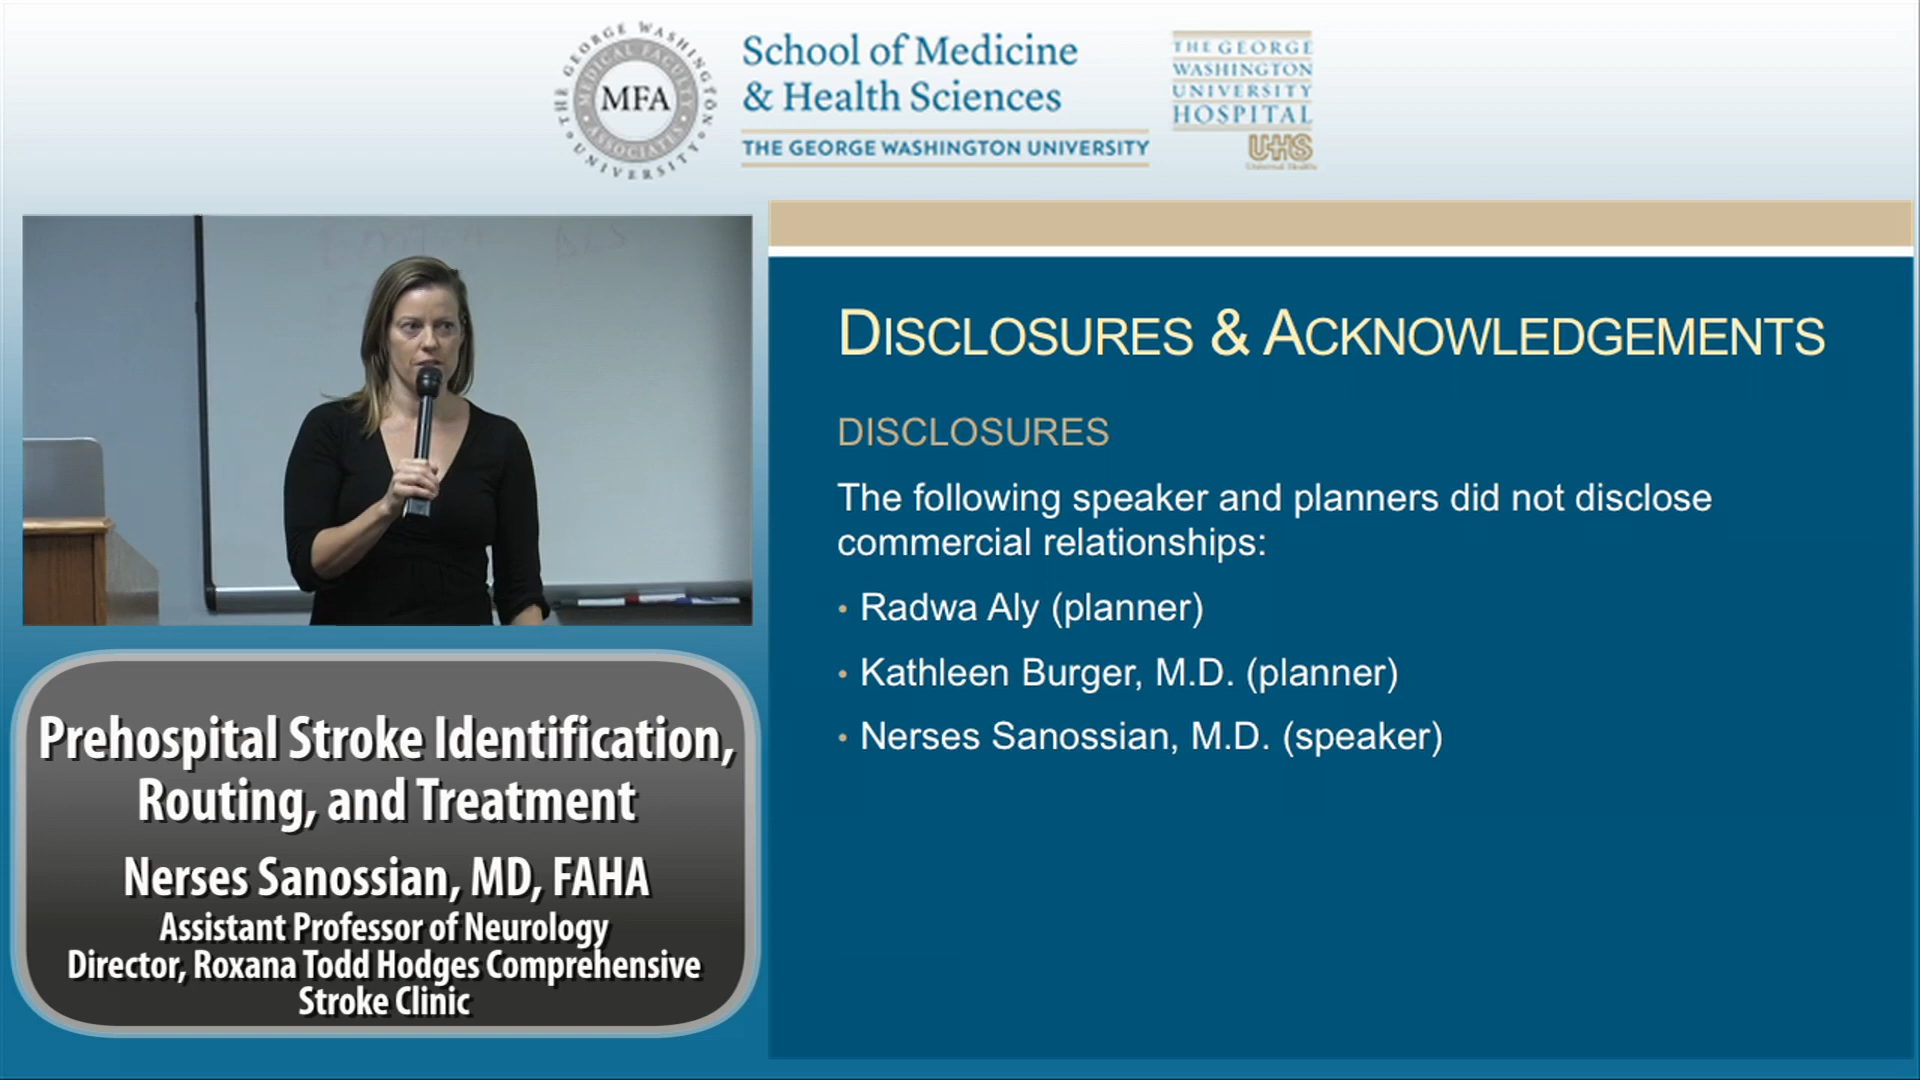 THE GEORGE WASHINGTON UNIVERSITY
MEDICAL FACULTY ASSOCIATES
MFA
School of Medicine
& Health Sciences
THE GEORGE WASHINGTON UNIVERSITY
THE GEORGE
WASHINGTON
UNIVERSITY
HOSPITAL
UHS
DISCLOSURES & ACKNOWLEDGEMENTS
DISCLOSURES
The following speaker and planners did not disclose
commercial relationships:
• Radwa Aly (planner)
• Kathleen Burger, M.D. (planner)
• Nerses Sanossian, M.D. (speaker)
Prehospital Stroke Identification,
Routing, and Treatment
Nerses Sanossian, MD, FAHA
Assistant Professor of Neurology
Director, Roxana Todd Hodges Comprehensive
Stroke Clinic